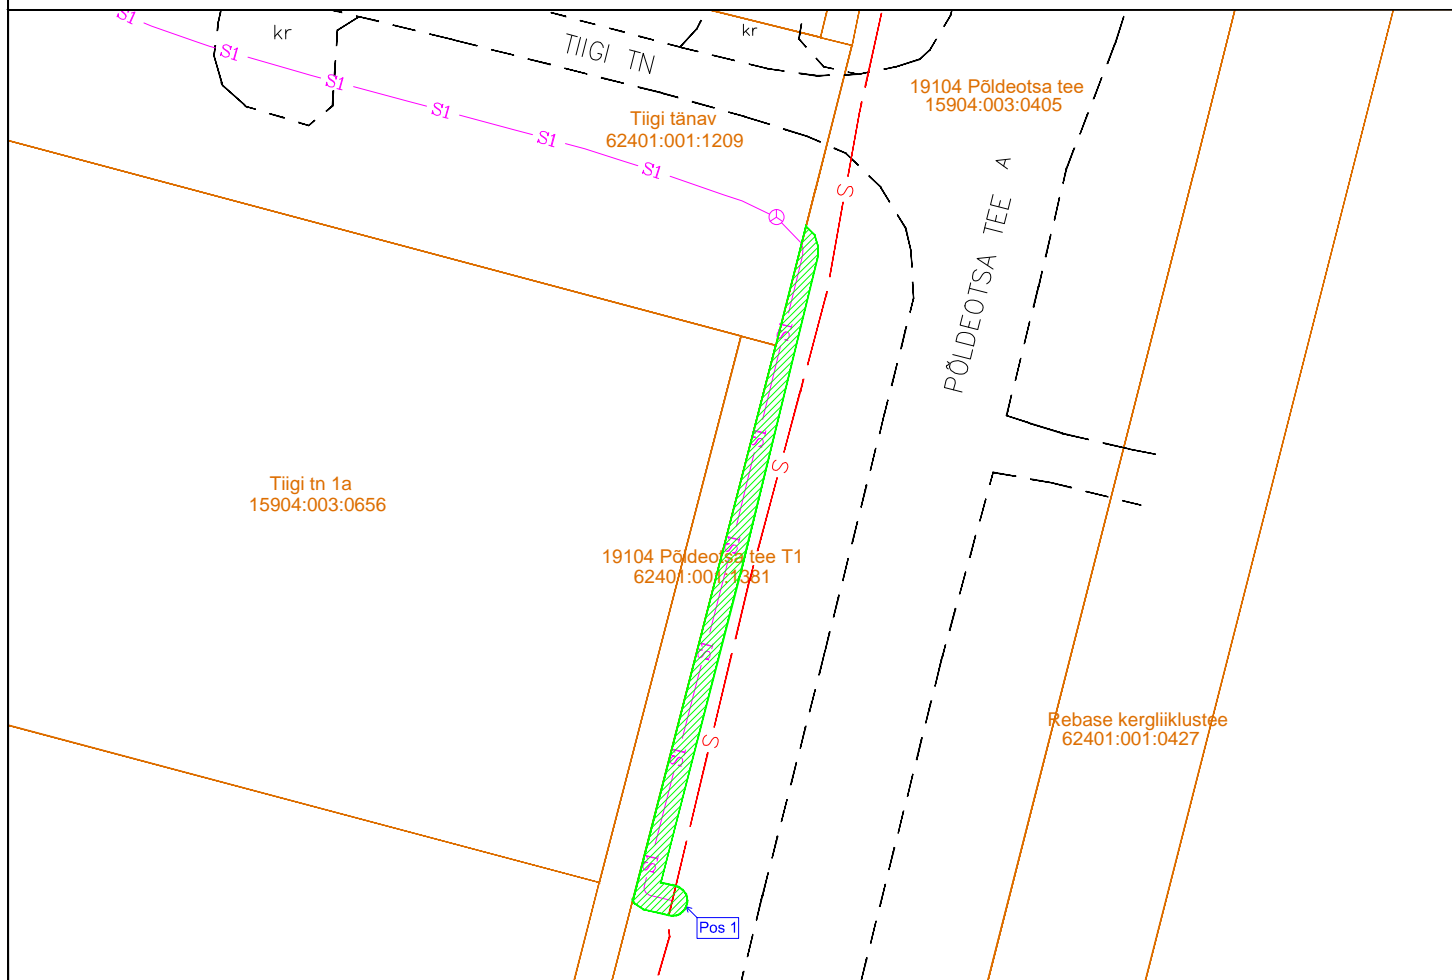 S1
kr
kr
S1
TIIGI TN
S1
19104 Põldeotsa tee
15904:003:0405
S1
Tiigi tänav
62401:001:1209
S1
S1
A
S
PÕLDEOTSA TEE
S1
S1
S
Tiigi tn 1a
15904:003:0656
S1
19104 Põldeotsa tee T1
62401:001:1381
S1
Rebase kergliiklustee
62401:001:0427
S
S1
S1
Pos 1